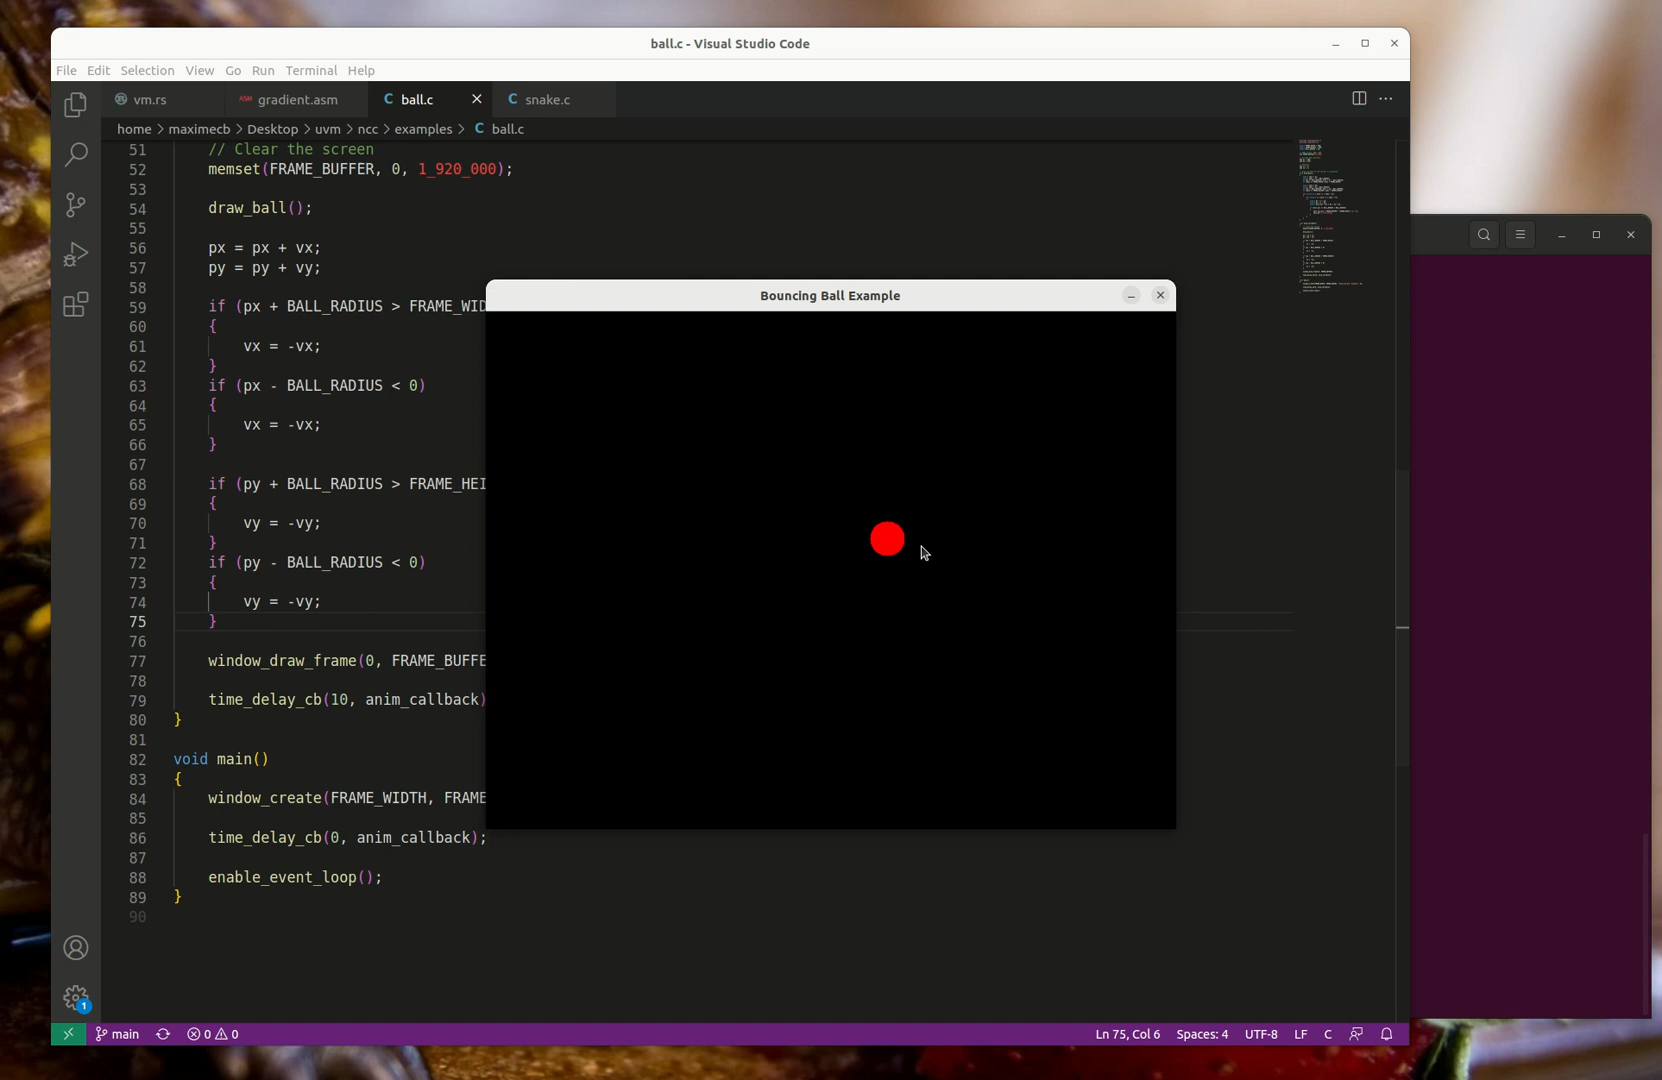 ball.c - Visual Studio Code
File Edit Selection View Go Run Terminal Help
vm.rs
ASM gradient.asm
C ball.c
C snake.c
home > maximecb > Desktop > uvm > ncc > examples > C ball.c
51 // Clear the screen
52 memset(FRAME_BUFFER, 0, 1_920_000);
53
54 draw_ball();
55
56 px = px + vx;
57 py = py + vy;
58
59 if (px + BALL_RADIUS > FRAME_WID
60 {
61 vx = -vx;
62 }
63 if (px - BALL_RADIUS < 0)
64 {
65 vx = -vx;
66 }
67
68 if (py + BALL_RADIUS > FRAME_HEI
69 {
70 vy = -vy;
71 }
72 if (py - BALL_RADIUS < 0)
73 {
74 vy = -vy;
75 }
76
77 window_draw_frame(0, FRAME_BUFFE
78
79 time_delay_cb(10, anim_callback)
80 }
81
82 void main()
83 {
84 window_create(FRAME_WIDTH, FRAME
85
86 time_delay_cb(0, anim_callback);
87
88 enable_event_loop();
89 }
90
Bouncing Ball Example
1
main
0 0
Ln 75, Col 6 Spaces: 4 UTF-8 LF C